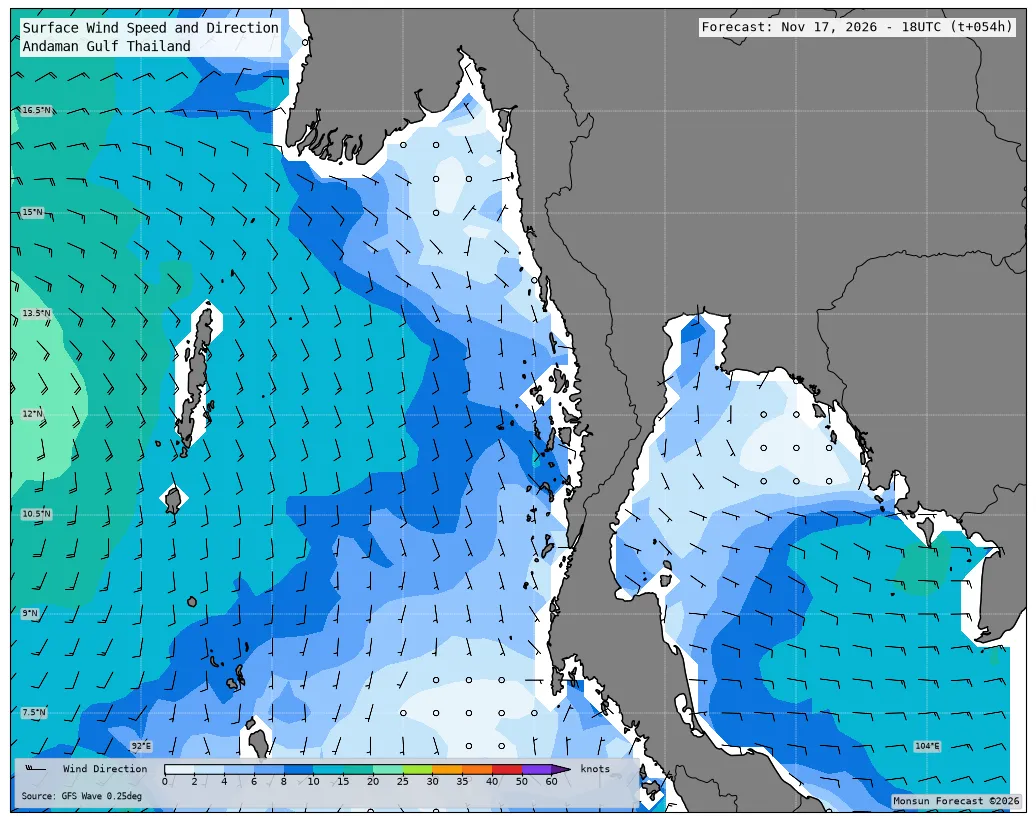 Surface Wind Speed and Direction
Andaman Gulf Thailand
Forecast: Nov 17, 2026 - 18UTC (t+054h)
16.5°N
15°N
13.5°N
12°N
10.5°N
9°N
7.5°N
92°E
104°E
Wind Direction
0 2 4 6 8 10 15 20 25 30 35 40 45 50 60
knots
Source: GFS Wave 0.25deg
Monsun Forecast ©2026